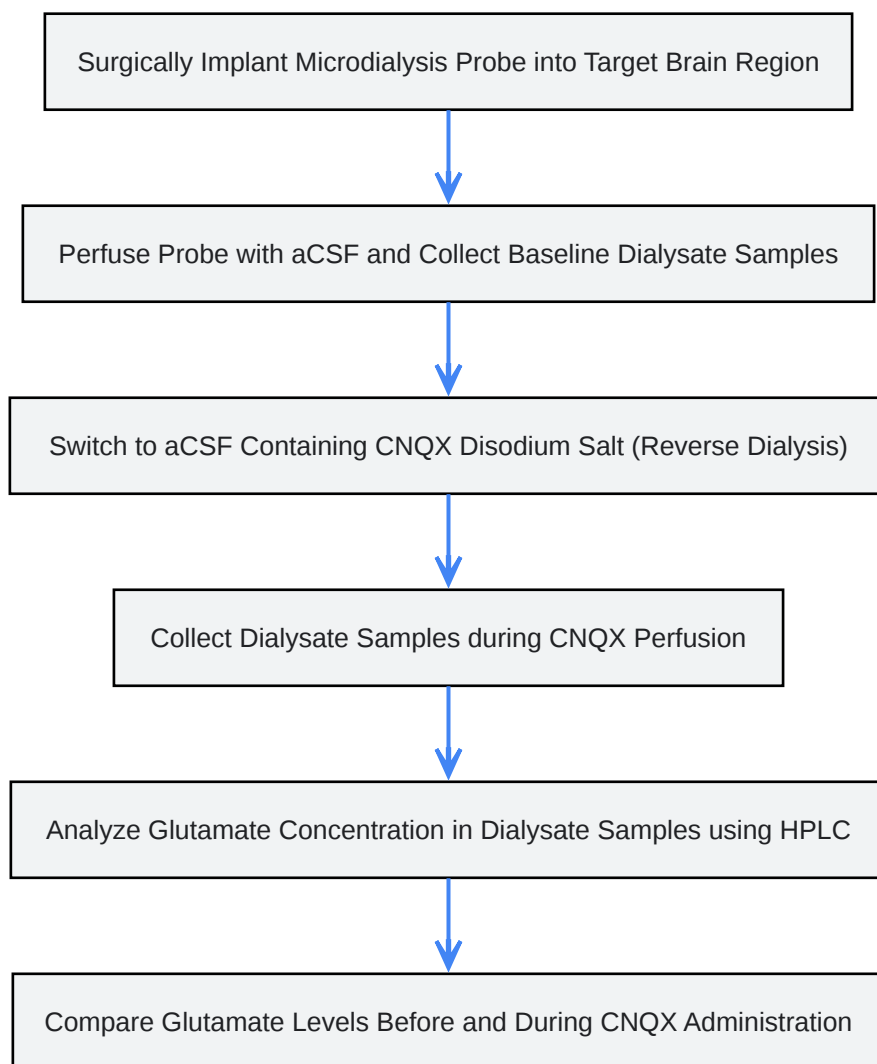 Surgically Implant Microdialysis Probe into Target Brain Region
Perfuse Probe with aCSF and Collect Baseline Dialysate Samples
Switch to aCSF Containing CNQX Disodium Salt (Reverse Dialysis)
Collect Dialysate Samples during CNQX Perfusion
Analyze Glutamate Concentration in Dialysate Samples using HPLC
Compare Glutamate Levels Before and During CNQX Administration